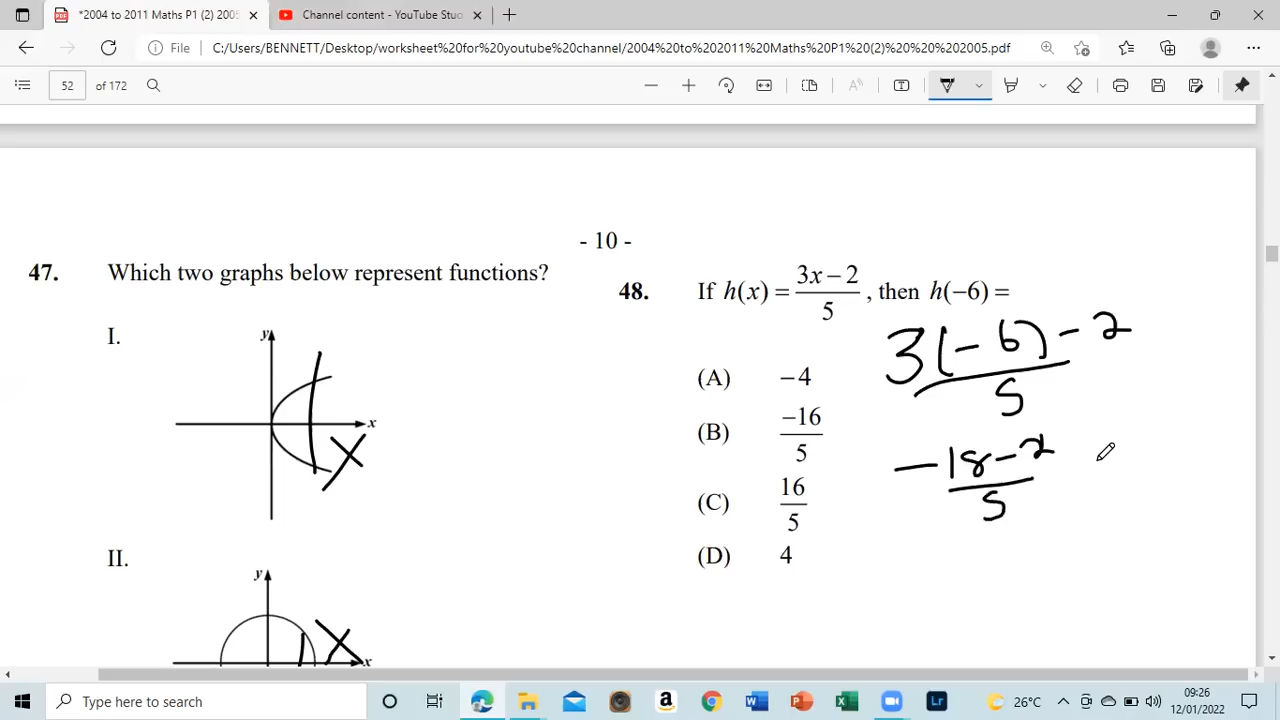 *2004 to 2011 Maths P1 (2) 2005
Channel content - YouTube Stu
File
C:/Users/BENNETT/Desktop/worksheet%20for%20youtube%20channel/2004%20to%202011%20Maths%20P1%20(2)%20%20%202005.pdf
52 of 172
- 10 -
47. Which two graphs below represent functions?
I.
y
x
II.
y
x
48. If h(x) = (3x − 2)/5, then h(−6) =
(A) −4
(B) −16/5
(C) 16/5
(D) 4
3(-6)-2
5
-18-2
5
Type here to search
26°C
09:26
12/01/2022